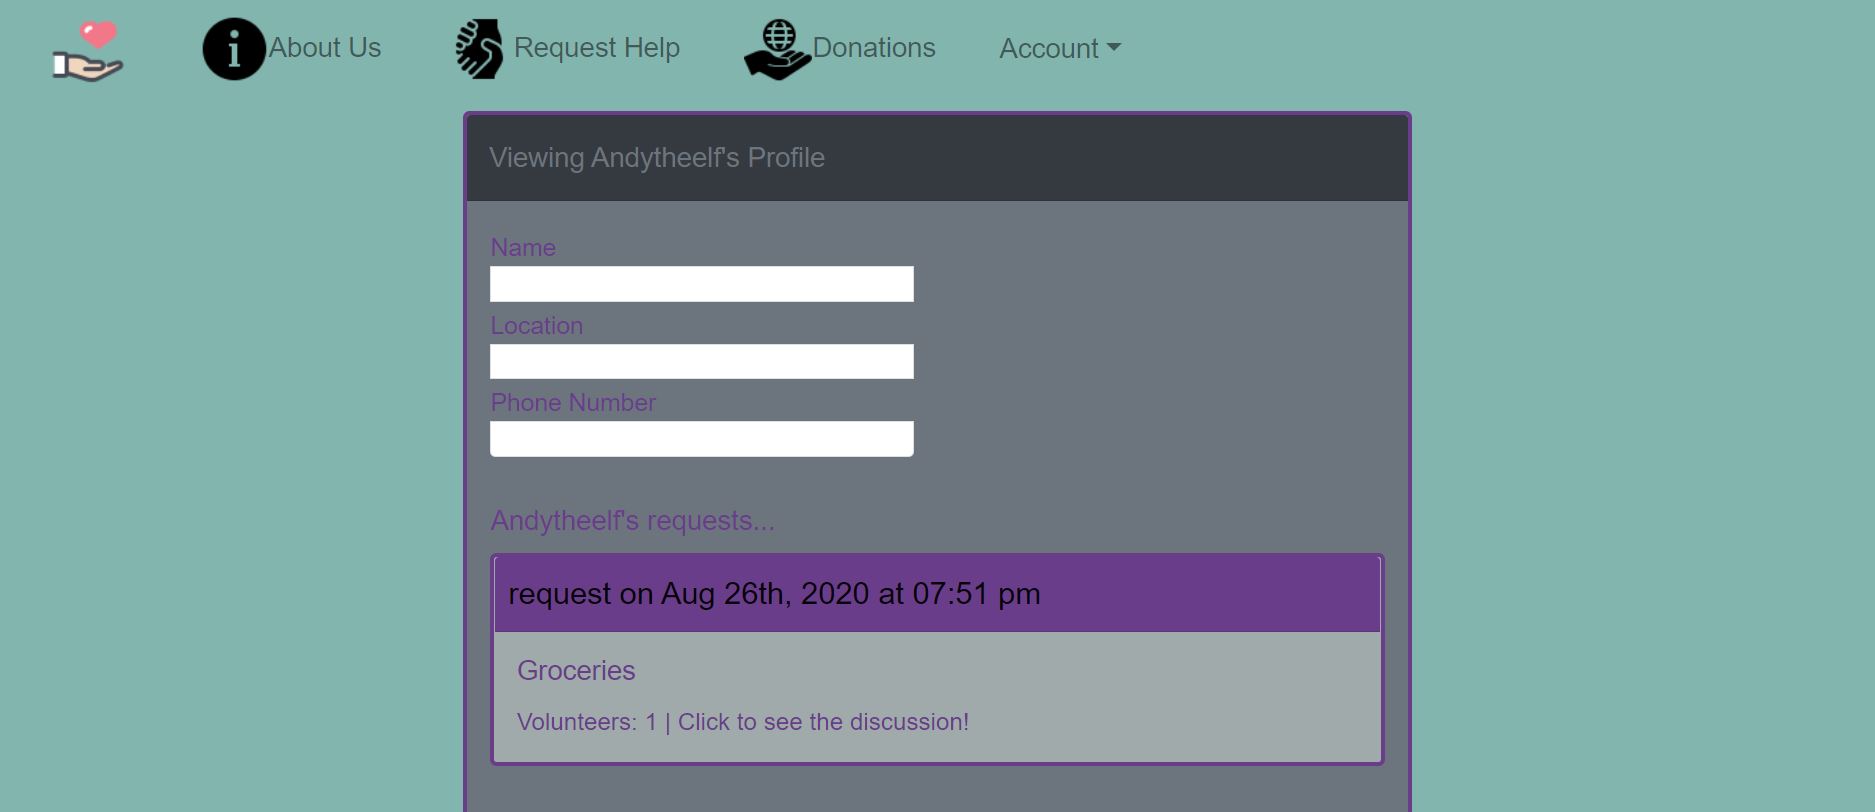 About Us Request Help Donations Account
Viewing Andytheelf's Profile
Name
Location
Phone Number
Andytheelf's requests...
request on Aug 26th, 2020 at 07:51 pm
Groceries
Volunteers: 1 | Click to see the discussion!